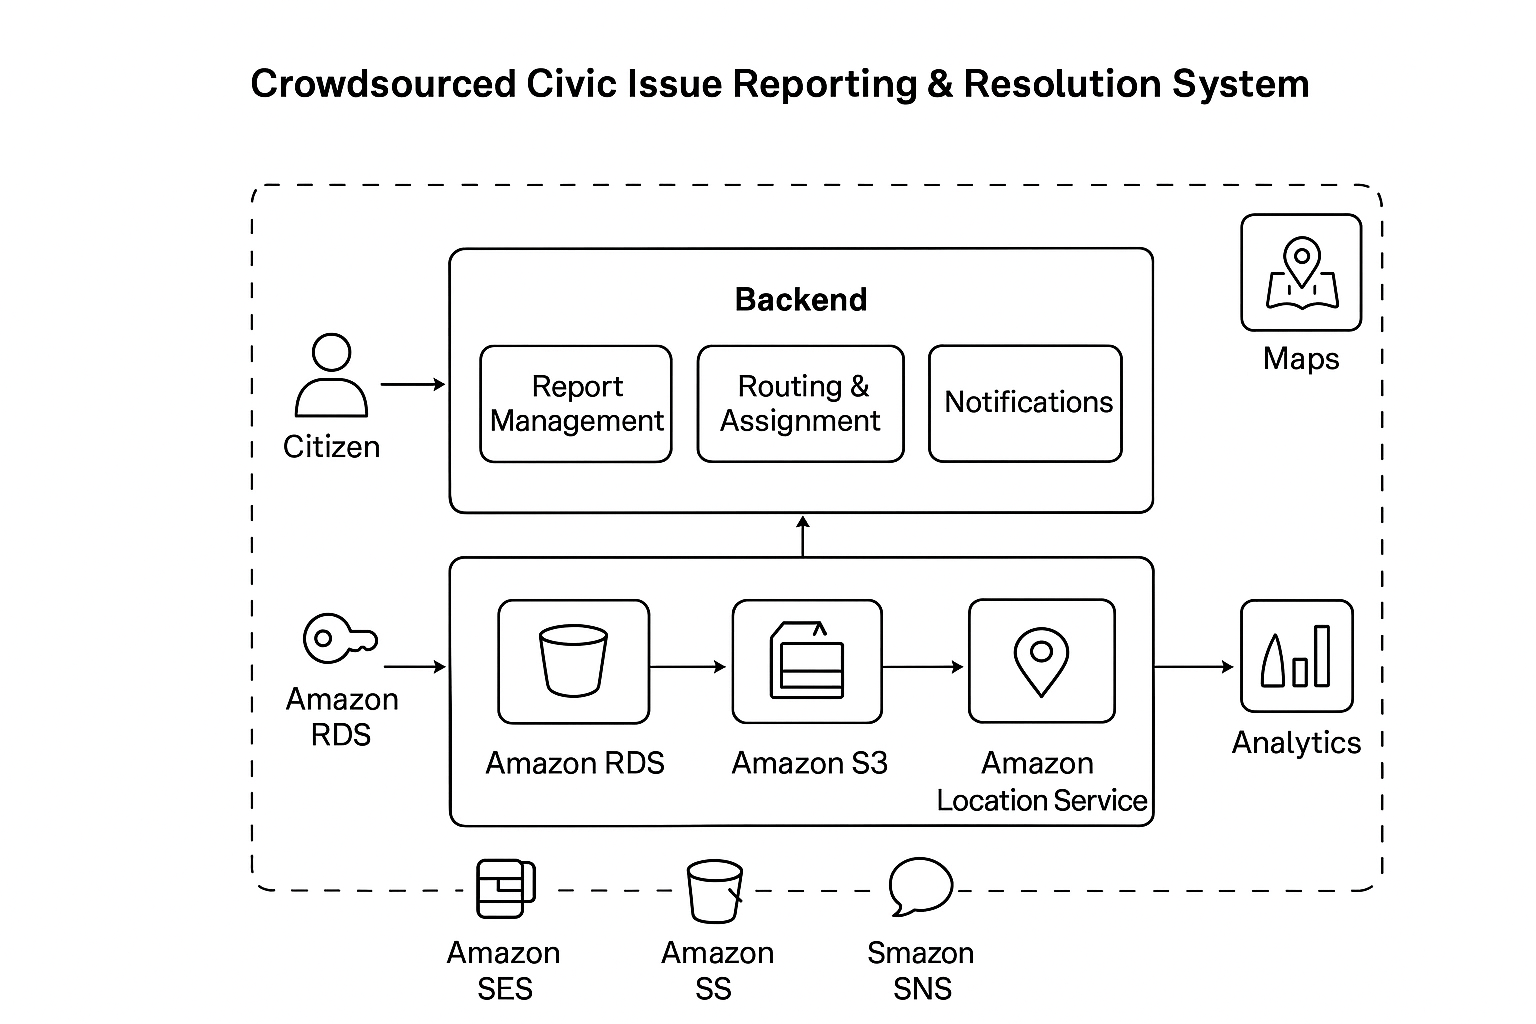 Crowdsourced Civic Issue Reporting & Resolution System
Backend
Report
Management
Routing &
Assignment
Notifications
Maps
Citizen
Amazon
RDS
Amazon RDS
Amazon S3
Amazon
Location Service
Analytics
Amazon
SES
Amazon
SS
Smazon
SNS